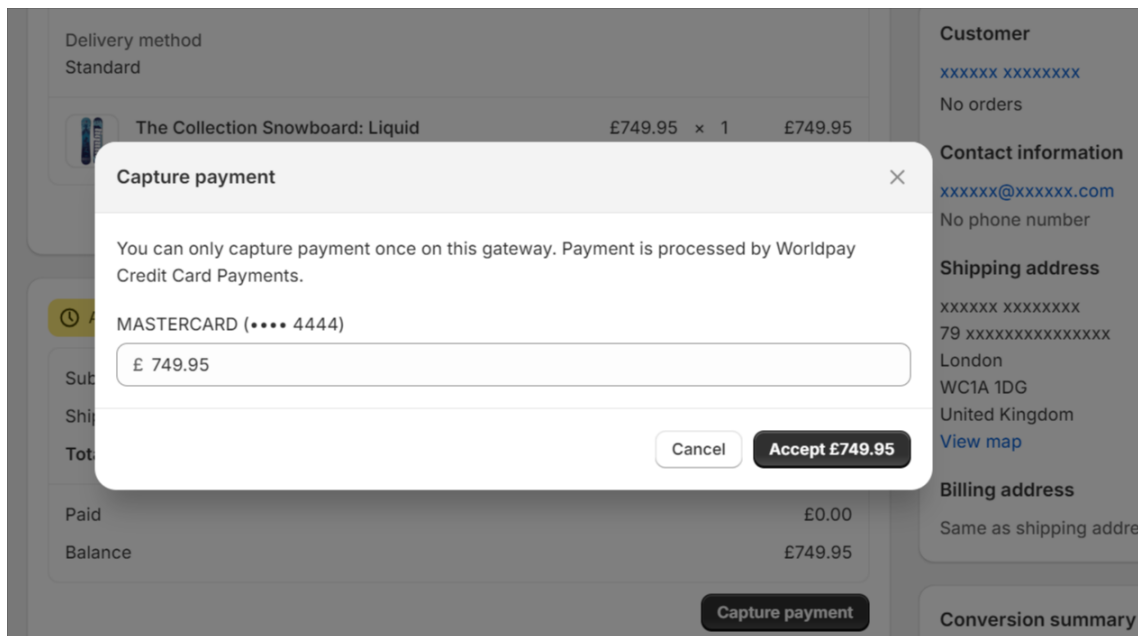 Delivery method
Standard
The Collection Snowboard: Liquid £749.95 × 1 £749.95
Capture payment
You can only capture payment once on this gateway. Payment is processed by Worldpay
Credit Card Payments.
MASTERCARD (•••• 4444)
£ 749.95
Cancel Accept £749.95
Paid £0.00
Balance £749.95
Capture payment
Customer
xxxxxx xxxxxxxx
No orders
Contact information
xxxxxx@xxxxxx.com
No phone number
Shipping address
xxxxxx xxxxxxxx
79 xxxxxxxxxxxxxxx
London
WC1A 1DG
United Kingdom
View map
Billing address
Same as shipping addre
Conversion summary